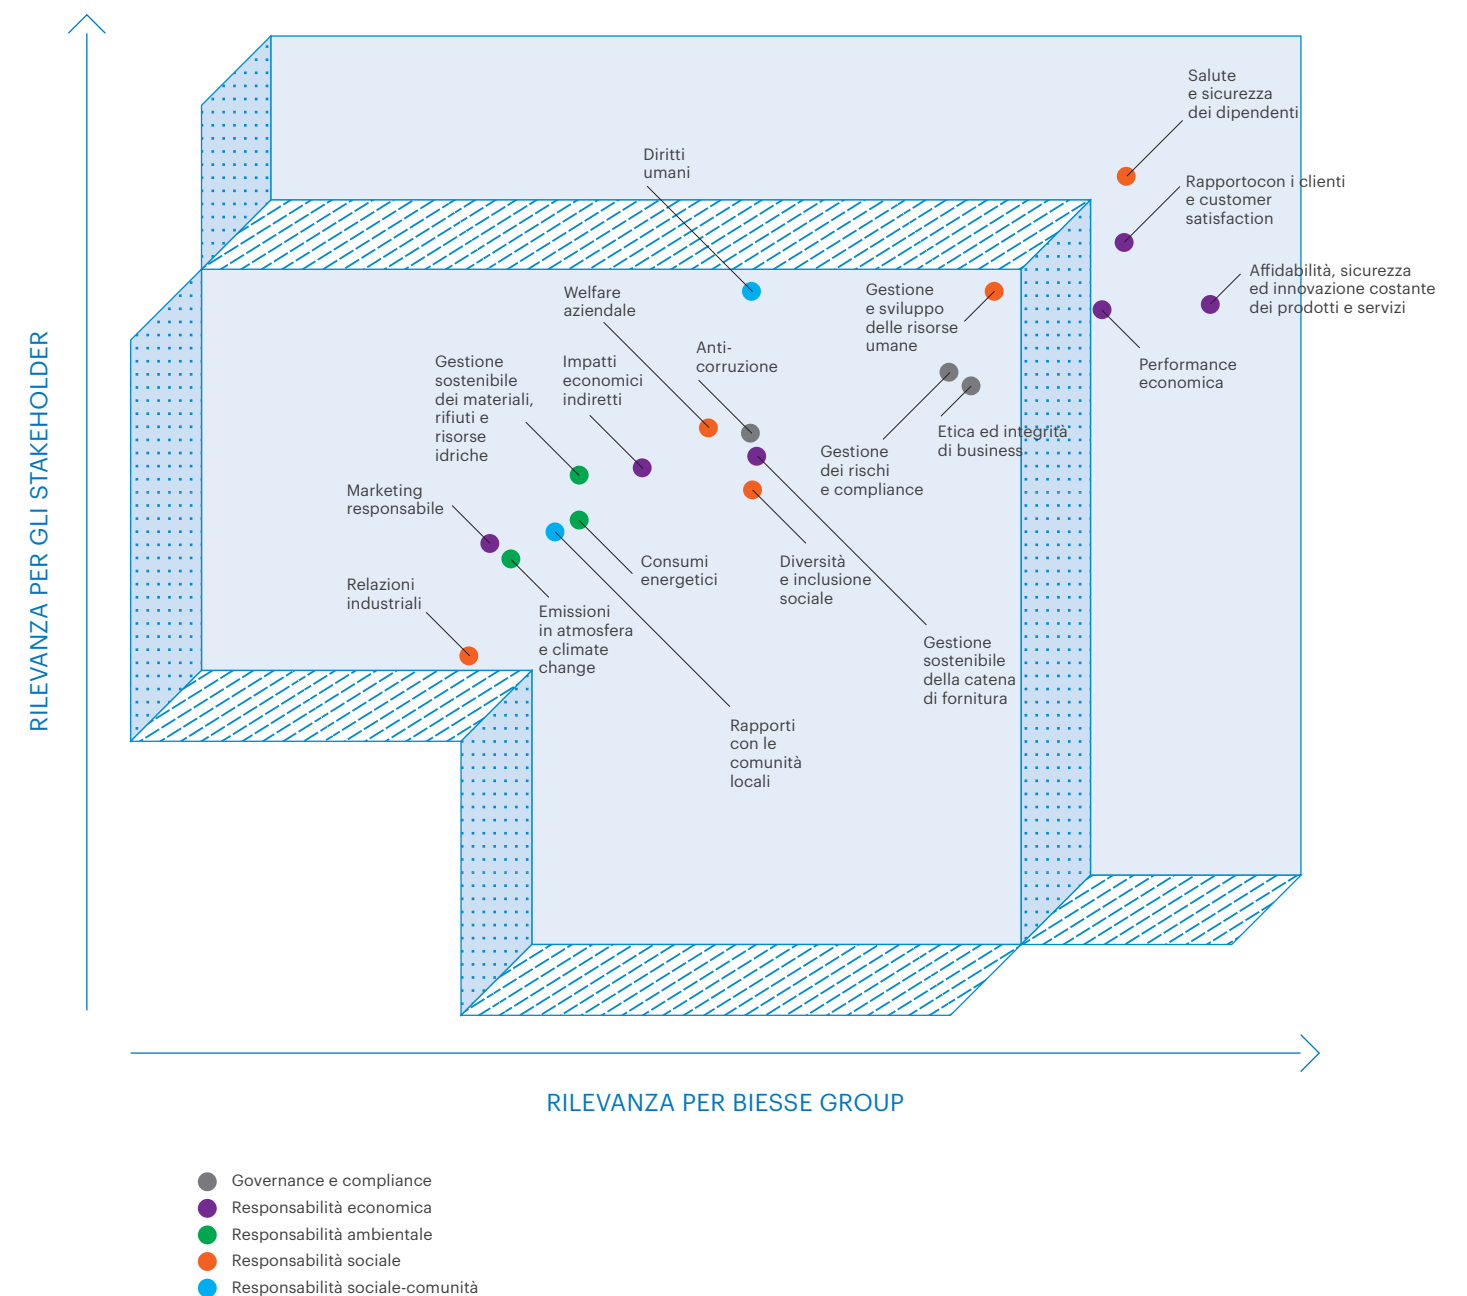 Salute
e sicurezza
dei dipendenti
Diritti
umani
Rapportocon i clienti
e customer
satisfaction
Affidabilità, sicurezza
ed innovazione costante
dei prodotti e servizi
Gestione
e sviluppo
delle risorse
umane
Welfare
aziendale
Anti-
corruzione
Gestione
sostenibile
dei materiali,
rifiuti e
risorse
idriche
Impatti
economici
indiretti
Performance
economica
Etica ed integrità
di business
Gestione
dei rischi
e compliance
Marketing
responsabile
Consumi
energetici
Diversità
e inclusione
sociale
Relazioni
industriali
Emissioni
in atmosfera
e climate
change
Gestione
sostenibile
della catena
di fornitura
Rapporti
con le
comunità
locali
RILEVANZA PER GLI STAKEHOLDER
RILEVANZA PER BIESSE GROUP
Governance e compliance
Responsabilità economica
Responsabilità ambientale
Responsabilità sociale
Responsabilità sociale-comunità